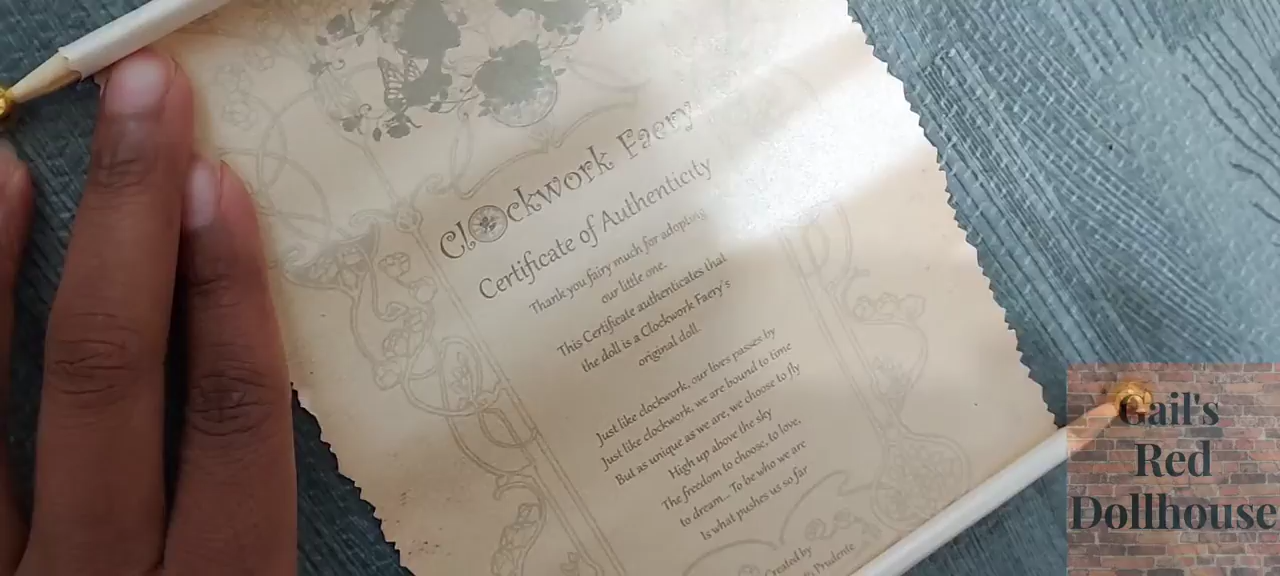 Clockwork Faery
Certificate of Authenticity
Thank you fairy much for adopting
our little one.
This Certificate authenticates that
the doll is a Clockwork Faery's
original doll.
Just like clockwork, our lives passes by
Just like clockwork, we are bound to time
But as unique as we are, we choose to fly
High up above the sky
The freedom to choose, to love,
to dream... To be who we are
Is what pushes us so far
Created by
Prudente
Gail's
Red
Dollhouse